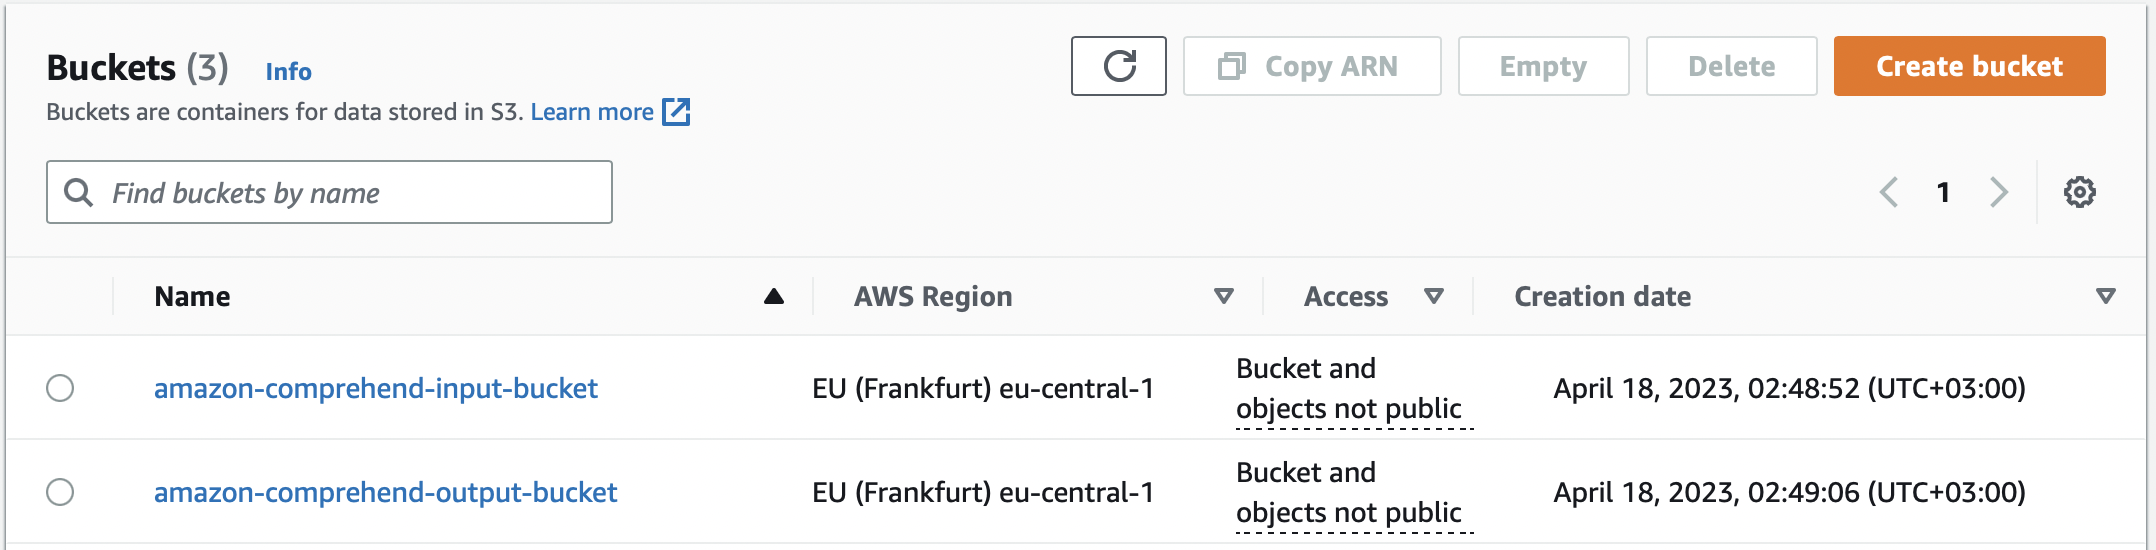 Buckets (3) Info
Buckets are containers for data stored in S3. Learn more
Copy ARN
Empty
Delete
Create bucket
Find buckets by name
1
Name AWS Region Access Creation date
amazon-comprehend-input-bucket EU (Frankfurt) eu-central-1 Bucket and
objects not public April 18, 2023, 02:48:52 (UTC+03:00)
amazon-comprehend-output-bucket EU (Frankfurt) eu-central-1 Bucket and
objects not public April 18, 2023, 02:49:06 (UTC+03:00)